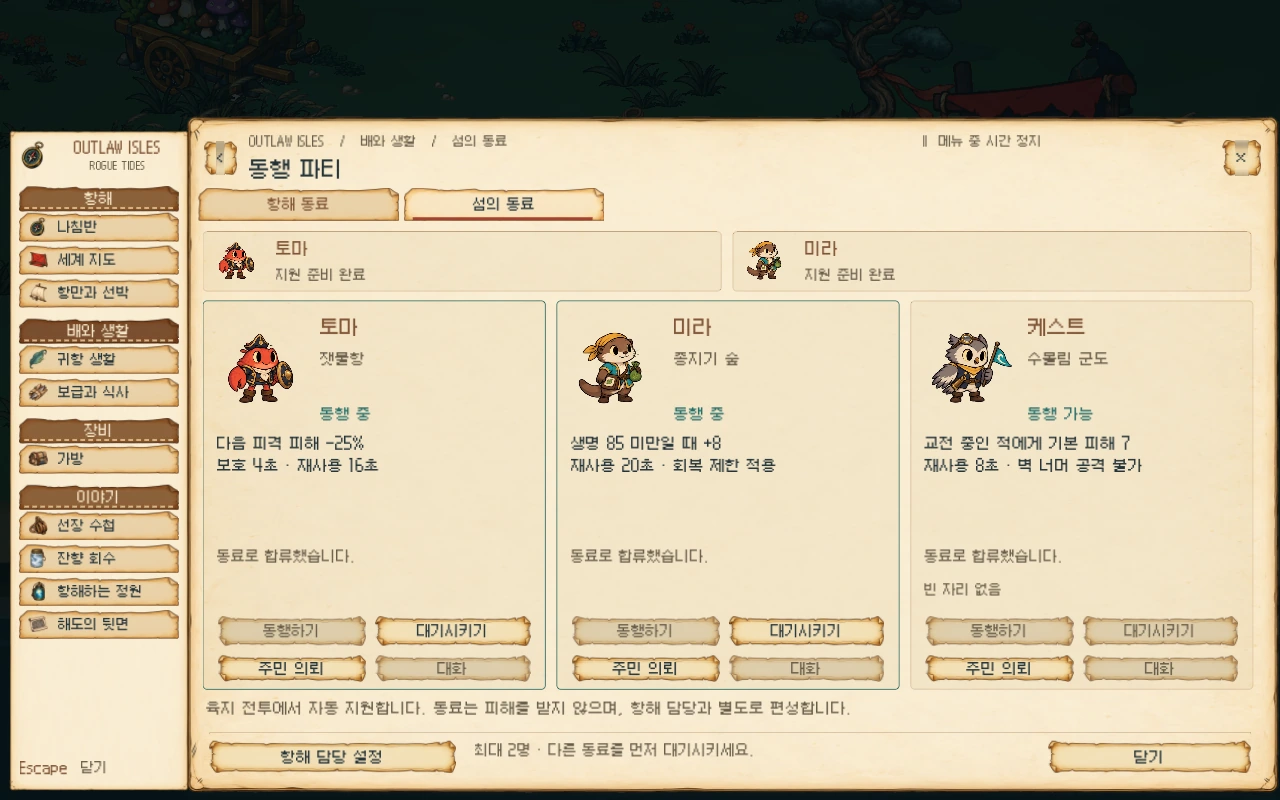 OUTLAW ISLES
ROGUE TIDES
항해
나침반
세계 지도
항만과 선박
배와 생활
귀항 생활
보급과 식사
장비
가방
이야기
선장 수첩
잔향 회수
항해하는 정원
해도의 뒷면
Escape 닫기
OUTLAW ISLES / 배와 생활 / 섬의 동료
Ⅱ 메뉴 중 시간 정지
<
동행 파티
×
항해 동료
섬의 동료
토마
지원 준비 완료
미라
지원 준비 완료
토마
잿물항
동행 중
다음 피격 피해 -25%
보호 4초 · 재사용 16초
동료로 합류했습니다.
동행하기
대기시키기
주민 의뢰
대화
미라
종지기 숲
동행 중
생명 85 미만일 때 +8
재사용 20초 · 회복 제한 적용
동료로 합류했습니다.
동행하기
대기시키기
주민 의뢰
대화
케스트
수몰림 군도
동행 가능
교전 중인 적에게 기본 피해 7
재사용 8초 · 벽 너머 공격 불가
동료로 합류했습니다.
빈 자리 없음
동행하기
대기시키기
주민 의뢰
대화
육지 전투에서 자동 지원합니다. 동료는 피해를 받지 않으며, 항해 담당과 별도로 편성합니다.
항해 담당 설정
최대 2명 · 다른 동료를 먼저 대기시키세요.
닫기